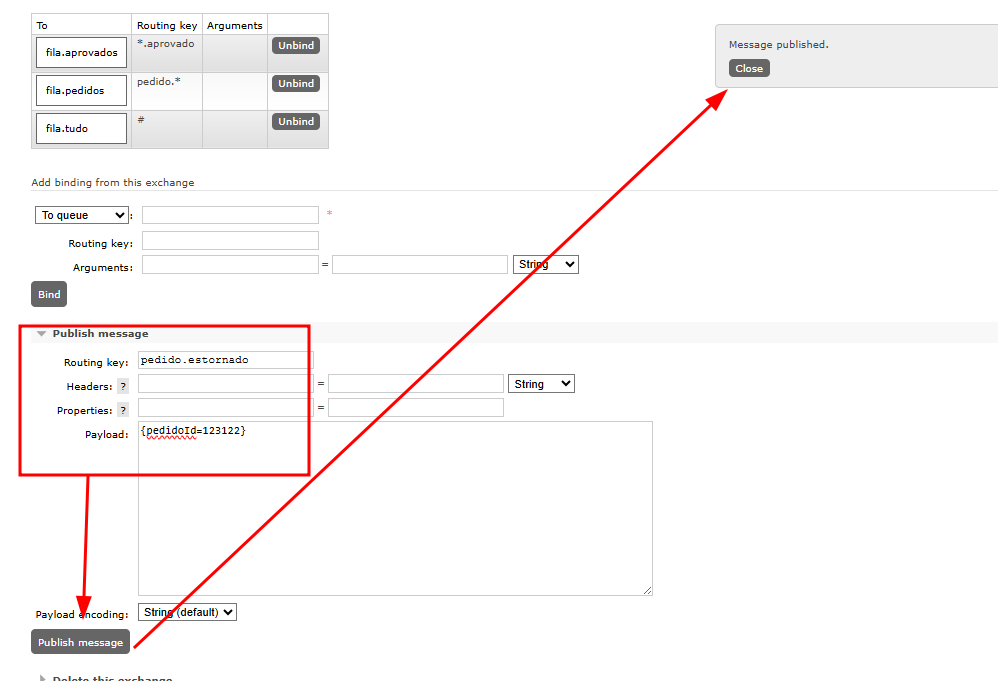 To Routing key Arguments
fila.aprovados *.aprovado Unbind
fila.pedidos pedido.* Unbind
fila.tudo # Unbind
Message published.
Close
Add binding from this exchange
To queue : *
Routing key:
Arguments: = String
Bind
Publish message
Routing key: pedido.estornado
Headers: ? = String
Properties: ? =
Payload: {pedidoId=123122}
Payload encoding: String (default)
Publish message
Delete this exchange